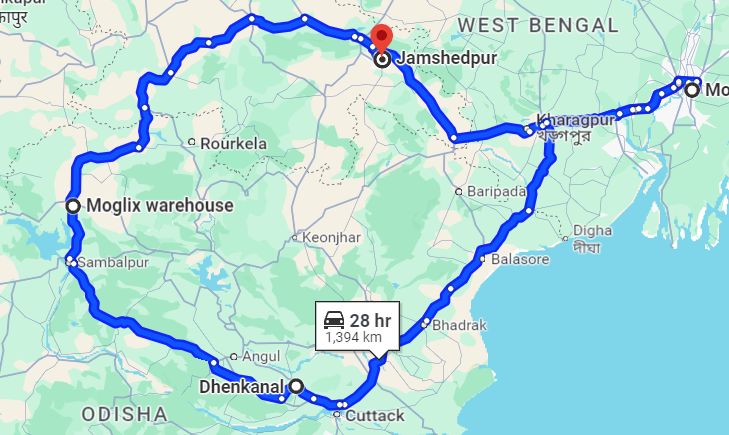 कापुर
WEST BENGAL
Jamshedpur
Mo
Kharagpur
খড়গপুর
Rourkela
Baripada
Moglix warehouse
Keonjhar
Digha
দীঘা
Sambalpur
Balasore
28 hr
1,394 km
Bhadrak
Angul
Dhenkanal
Cuttack
ODISHA